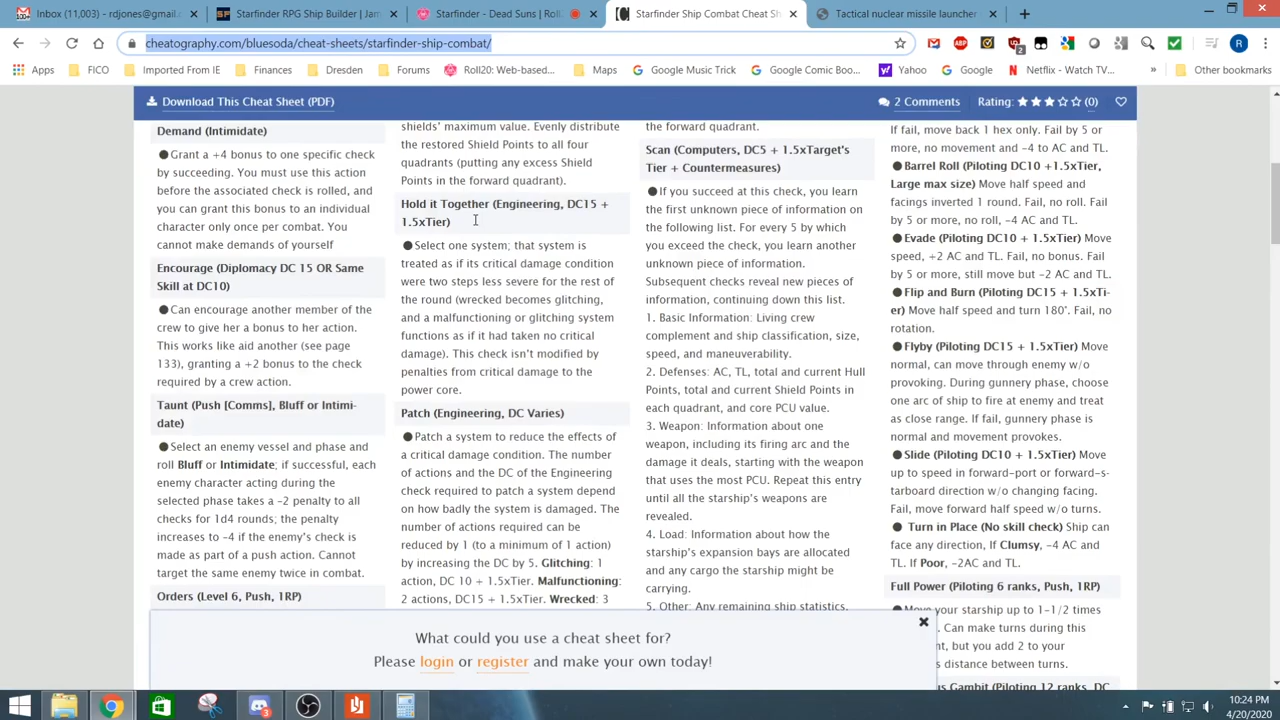 Inbox (11,003) - rdjones@gmail.c
Starfinder RPG Ship Builder | Jam
Starfinder - Dead Suns | Roll
Starfinder Ship Combat Cheat Sh
Tactical nuclear missile launcher
cheatography.com/bluesoda/cheat-sheets/starfinder-ship-combat/
Apps
FICO
Imported From IE
Finances
Dresden
Forums
Roll20: Web-based...
Maps
Google Music Trick
Google Comic Boo...
Yahoo
Google
Netflix - Watch TV...
Other bookmarks
Download This Cheat Sheet (PDF)
2 Comments
Rating: ★★★☆☆ (0)
Demand (Intimidate)
●Grant a +4 bonus to one specific check
by succeeding. You must use this action
before the associated check is rolled, and
you can grant this bonus to an individual
character only once per combat. You
cannot make demands of yourself
Encourage (Diplomacy DC 15 OR Same
Skill at DC10)
●Can encourage another member of the
crew to give her a bonus to her action.
This works like aid another (see page
133), granting a +2 bonus to the check
required by a crew action.
Taunt (Push [Comms], Bluff or Intimi-
date)
●Select an enemy vessel and phase and
roll Bluff or Intimidate; if successful, each
enemy character acting during the
selected phase takes a -2 penalty to all
checks for 1d4 rounds; the penalty
increases to -4 if the enemy's check is
made as part of a push action. Cannot
target the same enemy twice in combat.
Orders (Level 6, Push, 1RP)
shields' maximum value. Evenly distribute
the restored Shield Points to all four
quadrants (putting any excess Shield
Points in the forward quadrant).
Hold it Together (Engineering, DC15 +
1.5xTier)
●Select one system; that system is
treated as if its critical damage condition
were two steps less severe for the rest of
the round (wrecked becomes glitching,
and a malfunctioning or glitching system
functions as if it had taken no critical
damage). This check isn't modified by
penalties from critical damage to the
power core.
Patch (Engineering, DC Varies)
●Patch a system to reduce the effects of
a critical damage condition. The number
of actions and the DC of the Engineering
check required to patch a system depend
on how badly the system is damaged. The
number of actions required can be
reduced by 1 (to a minimum of 1 action)
by increasing the DC by 5. Glitching: 1
action, DC 10 + 1.5xTier. Malfunctioning:
2 actions, DC15 + 1.5xTier. Wrecked: 3
the forward quadrant.
Scan (Computers, DC5 + 1.5xTarget's
Tier + Countermeasures)
●If you succeed at this check, you learn
the first unknown piece of information on
the following list. For every 5 by which
you exceed the check, you learn another
unknown piece of information.
Subsequent checks reveal new pieces of
information, continuing down this list.
1. Basic Information: Living crew
complement and ship classification, size,
speed, and maneuverability.
2. Defenses: AC, TL, total and current Hull
Points, total and current Shield Points in
each quadrant, and core PCU value.
3. Weapon: Information about one
weapon, including its firing arc and the
damage it deals, starting with the weapon
that uses the most PCU. Repeat this entry
until all the starship's weapons are
revealed.
4. Load: Information about how the
starship's expansion bays are allocated
and any cargo the starship might be
carrying.
5. Other: Any remaining ship statistics.
If fail, move back 1 hex only. Fail by 5 or
more, no movement and -4 to AC and TL.
●Barrel Roll (Piloting DC10 +1.5xTier,
Large max size) Move half speed and
facings inverted 1 round. Fail, no roll. Fail
by 5 or more, no roll, -4 AC and TL.
●Evade (Piloting DC10 + 1.5xTier) Move
speed, +2 AC and TL. Fail, no bonus. Fail
by 5 or more, still move but -2 AC and TL.
●Flip and Burn (Piloting DC15 + 1.5xTi-
er) Move half speed and turn 180°. Fail, no
rotation.
●Flyby (Piloting DC15 + 1.5xTier) Move
normal, can move through enemy w/o
provoking. During gunnery phase, choose
one arc of ship to fire at enemy and treat
as close range. If fail, gunnery phase is
normal and movement provokes.
●Slide (Piloting DC10 + 1.5xTier) Move
up to speed in forward-port or forward-s-
tarboard direction w/o changing facing.
Fail, move forward half speed w/o turns.
● Turn in Place (No skill check) Ship can
face any direction, If Clumsy, -4 AC and
TL. If Poor, -2AC and TL.
Full Power (Piloting 6 ranks, Push, 1RP)
●Move your starship up to 1-1/2 times
Can make turns during this
but you add 2 to your
distance between turns.
Gambit (Piloting 12 ranks, DC
What could you use a cheat sheet for?
Please login or register and make your own today!
10:24 PM
4/20/2020